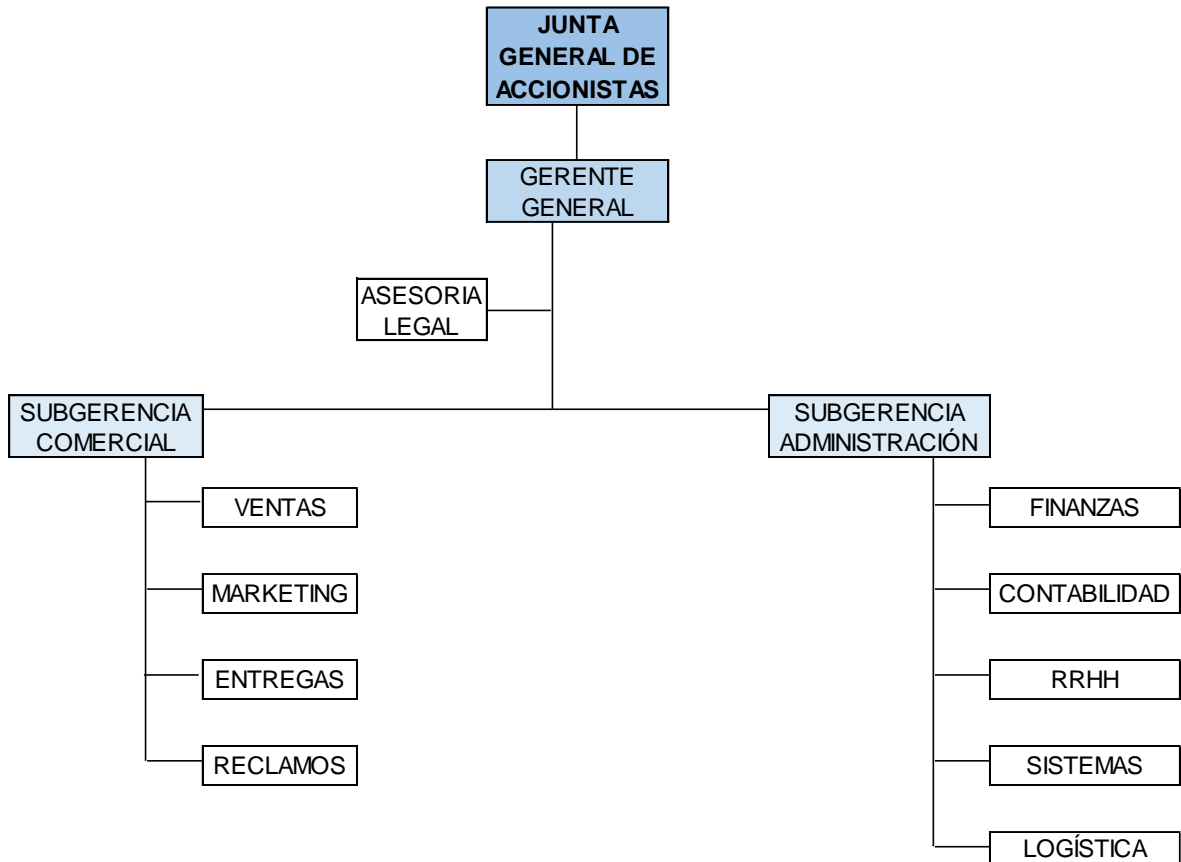 JUNTA
GENERAL DE
ACCIONISTAS
GERENTE
GENERAL
ASESORIA
LEGAL
SUBGERENCIA
COMERCIAL
SUBGERENCIA
ADMINISTRACIÓN
VENTAS
MARKETING
ENTREGAS
RECLAMOS
FINANZAS
CONTABILIDAD
RRHH
SISTEMAS
LOGÍSTICA